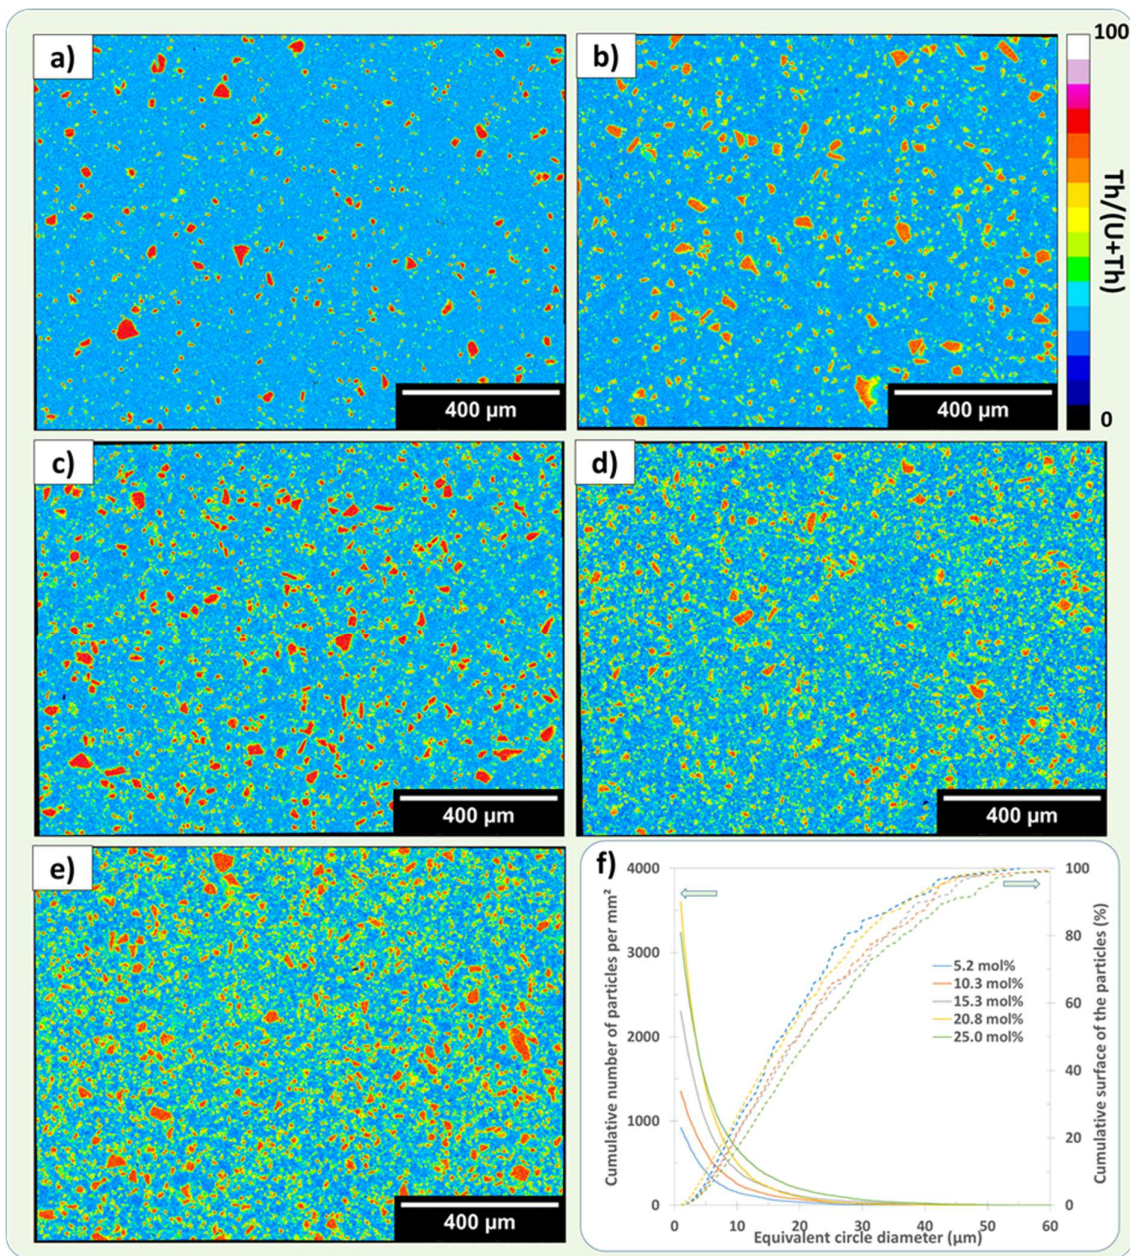 a)
b)
100
Th/(U+Th)
0
400 µm
400 µm
c)
d)
400 µm
400 µm
e)
400 µm
f)
4000
3000
2000
1000
0
Cumulative number of particles per mm²
100
80
60
40
20
0
Cumulative surface of the particles (%)
5.2 mol%
10.3 mol%
15.3 mol%
20.8 mol%
25.0 mol%
0 10 20 30 40 50 60
Equivalent circle diameter (µm)